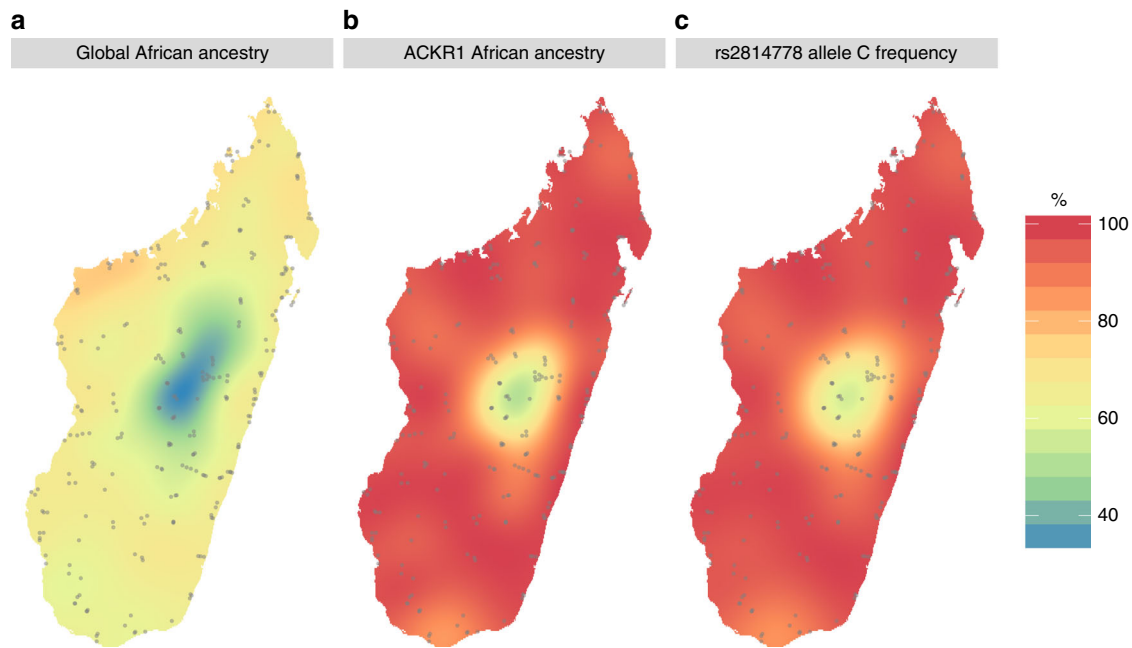 a
Global African ancestry
b
ACKR1 African ancestry
c
rs2814778 allele C frequency
%
100
80
60
40